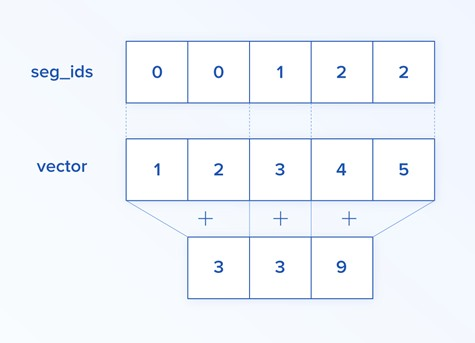 seg_ids 0 0 1 2 2
vector 1 2 3 4 5
+ + +
3 3 9